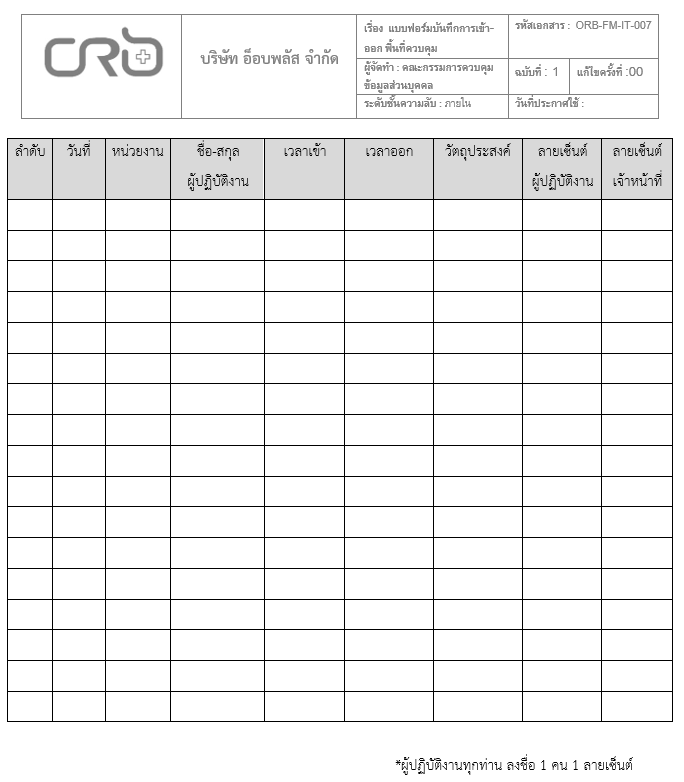 ORb
บริษัท อ็อบพลัส จำกัด
เรื่อง แบบฟอร์มบันทึกการเข้า-
ออก พื้นที่ควบคุม
รหัสเอกสาร : ORB-FM-IT-007
ผู้จัดทำ : คณะกรรมการควบคุม
ข้อมูลส่วนบุคคล
ฉบับที่ : 1
แก้ไขครั้งที่ :00
ระดับชั้นความลับ : ภายใน
วันที่ประกาศใช้ :
ลำดับ วันที่ หน่วยงาน ชื่อ-สกุล เวลาเข้า เวลาออก วัตถุประสงค์ ลายเซ็นต์ ลายเซ็นต์
ผู้ปฏิบัติงาน ผู้ปฏิบัติงาน เจ้าหน้าที่
*ผู้ปฏิบัติงานทุกท่าน ลงชื่อ 1 คน 1 ลายเซ็นต์